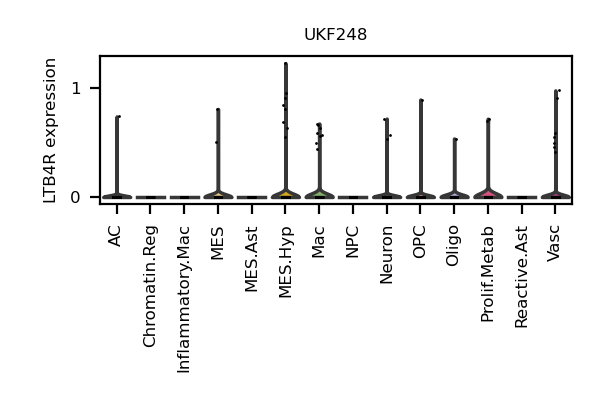 UKF248
LTB4R expression
1
0
AC
Chromatin.Reg
Inflammatory.Mac
MES
MES.Ast
MES.Hyp
Mac
NPC
Neuron
OPC
Oligo
Prolif.Metab
Reactive.Ast
Vasc